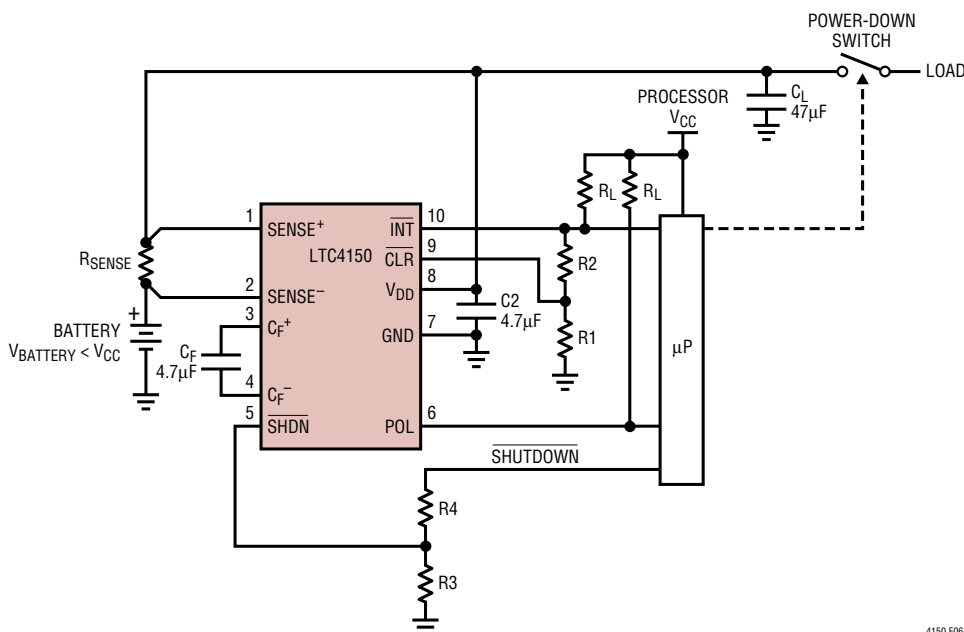 POWER-DOWN
SWITCH
LOAD
C_L
47µF
PROCESSOR
V_CC
R_L
R_L
1
SENSE⁺
INT̅
10
LTC4150
CLR̅
9
R2
R_SENSE
V_DD
8
2
SENSE⁻
C2
4.7µF
3
C_F⁺
GND
7
R1
µP
BATTERY
V_BATTERY < V_CC
+
C_F
4.7µF
4
C_F⁻
5
SHDN̅
POL
6
SHUTDOWN̅
R4
R3
4150 F06